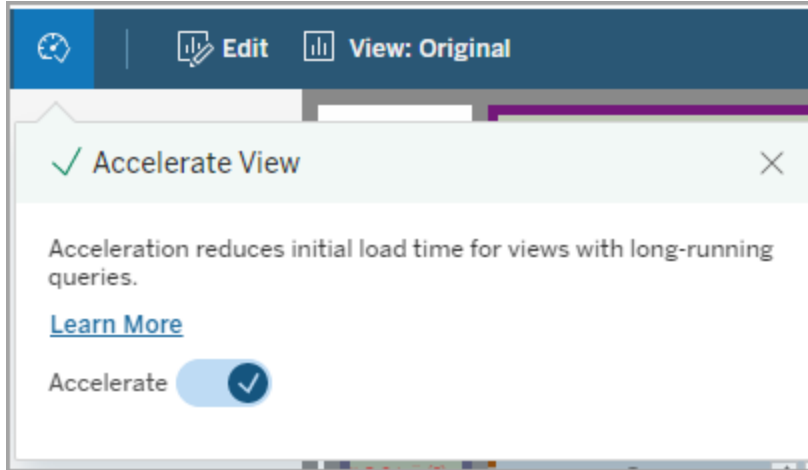 Edit
View: Original
Accelerate View
Acceleration reduces initial load time for views with long-running
queries.
Learn More
Accelerate